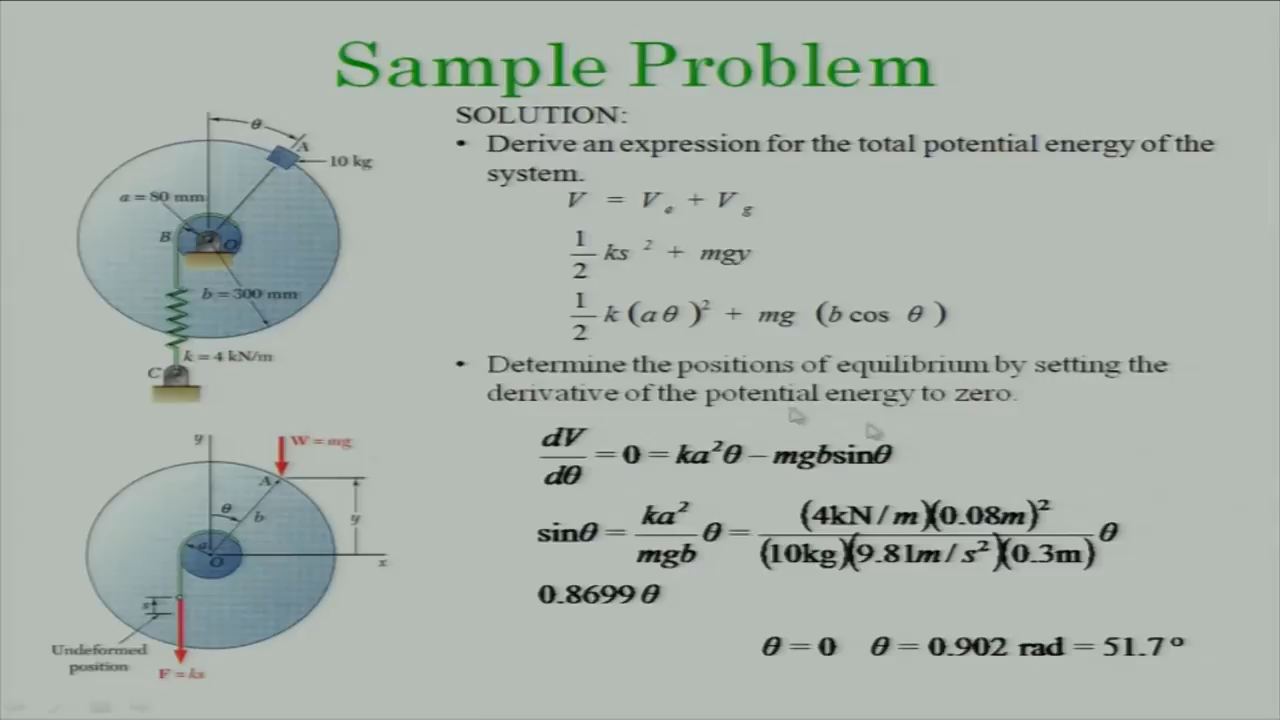 Sample Problem
SOLUTION:
• Derive an expression for the total potential energy of the
system.
V = V_e + V_g
1/2 ks² + mgy
1/2 k(aθ)² + mg (b cos θ)
• Determine the positions of equilibrium by setting the
derivative of the potential energy to zero.
dV/dθ = 0 = ka²θ − mgbsinθ
sinθ = ka²/mgb θ = (4kN/m)(0.08m)²/(10kg)(9.81m/s²)(0.3m) θ
0.8699θ
θ = 0 θ = 0.902 rad = 51.7°
θ
A
10 kg
a = 80 mm
B
O
b = 300 mm
k = 4 kN/m
C
y
W = mg
A
θ
b
y
a
O
x
s
Undeformed
position
F = ks